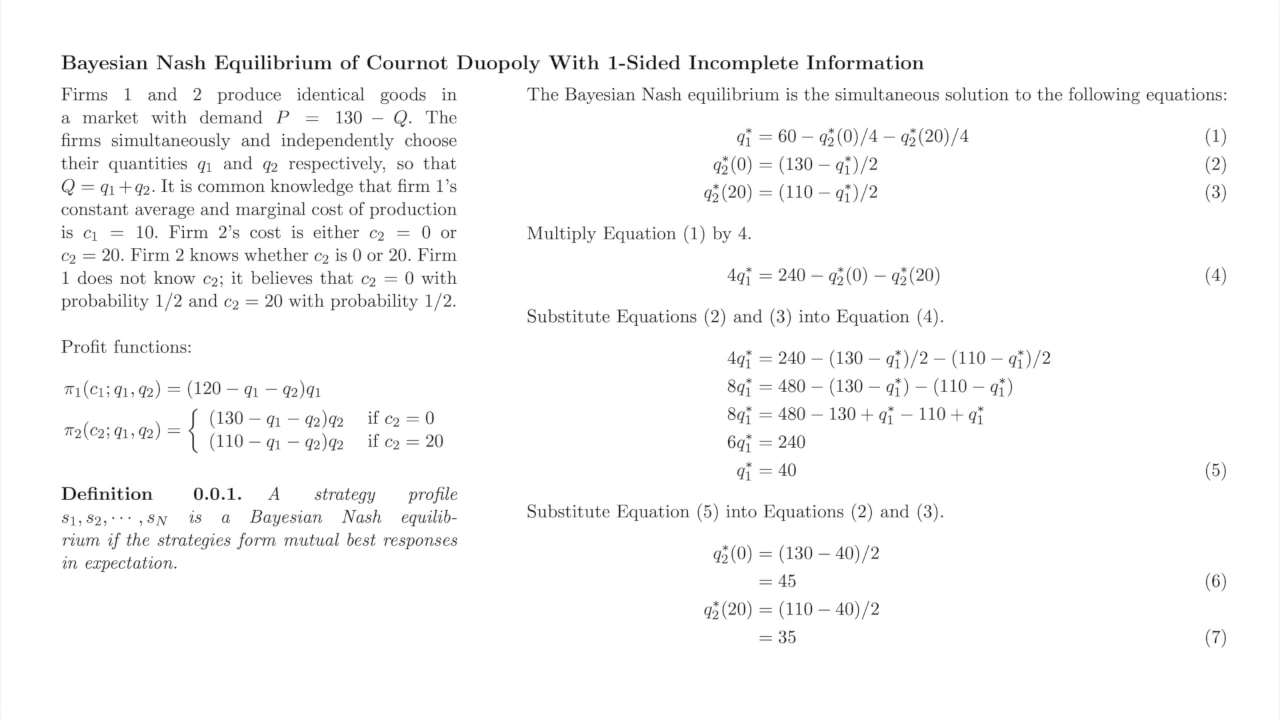 Bayesian Nash Equilibrium of Cournot Duopoly With 1-Sided Incomplete Information
Firms 1 and 2 produce identical goods in
a market with demand P = 130 − Q. The
firms simultaneously and independently choose
their quantities q₁ and q₂ respectively, so that
Q = q₁+q₂. It is common knowledge that firm 1's
constant average and marginal cost of production
is c₁ = 10. Firm 2's cost is either c₂ = 0 or
c₂ = 20. Firm 2 knows whether c₂ is 0 or 20. Firm
1 does not know c₂; it believes that c₂ = 0 with
probability 1/2 and c₂ = 20 with probability 1/2.
Profit functions:
π₁(c₁; q₁, q₂) = (120 − q₁ − q₂)q₁
π₂(c₂; q₁, q₂) = { (130 − q₁ − q₂)q₂ if c₂ = 0
(110 − q₁ − q₂)q₂ if c₂ = 20
Definition 0.0.1. A strategy profile
s₁, s₂, ⋯ , s_N is a Bayesian Nash equilib-
rium if the strategies form mutual best responses
in expectation.
The Bayesian Nash equilibrium is the simultaneous solution to the following equations:
q₁* = 60 − q₂*(0)/4 − q₂*(20)/4 (1)
q₂*(0) = (130 − q₁*)/2 (2)
q₂*(20) = (110 − q₁*)/2 (3)
Multiply Equation (1) by 4.
4q₁* = 240 − q₂*(0) − q₂*(20) (4)
Substitute Equations (2) and (3) into Equation (4).
4q₁* = 240 − (130 − q₁*)/2 − (110 − q₁*)/2
8q₁* = 480 − (130 − q₁*) − (110 − q₁*)
8q₁* = 480 − 130 + q₁* − 110 + q₁*
6q₁* = 240
q₁* = 40 (5)
Substitute Equation (5) into Equations (2) and (3).
q₂*(0) = (130 − 40)/2
= 45 (6)
q₂*(20) = (110 − 40)/2
= 35 (7)